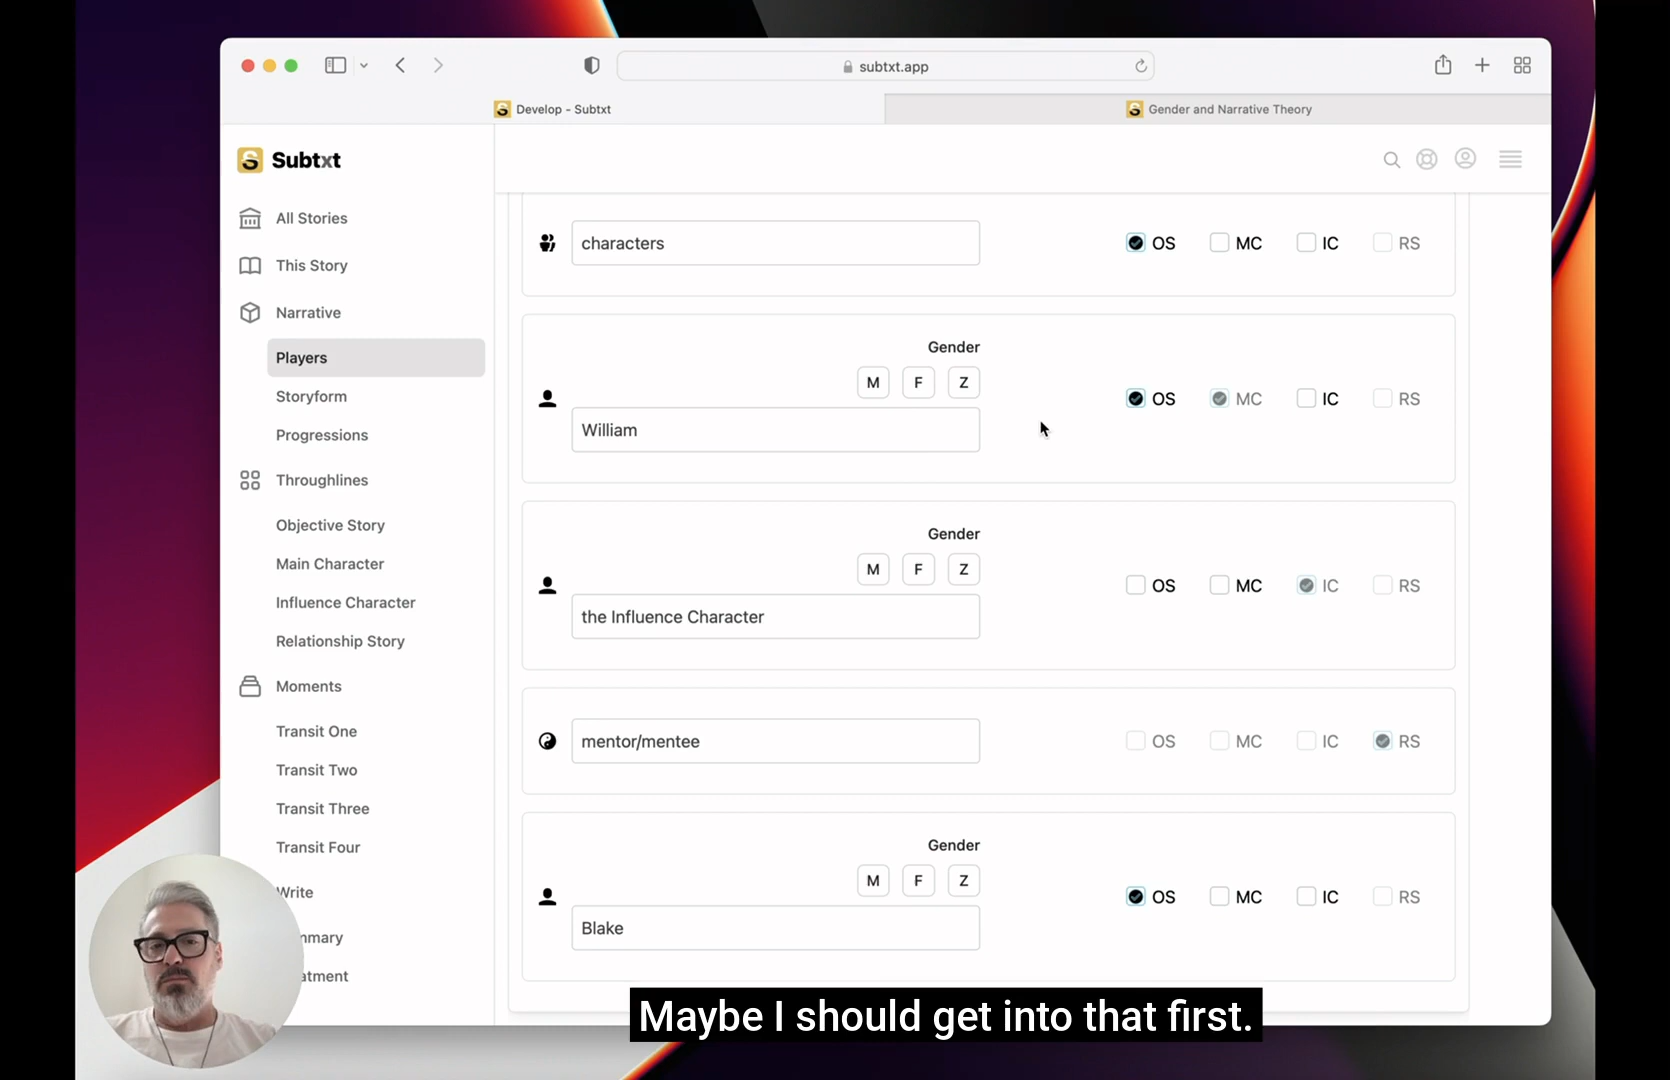 subtxt.app
Develop - Subtxt
Gender and Narrative Theory
Subtxt
All Stories
This Story
Narrative
Players
Storyform
Progressions
Throughlines
Objective Story
Main Character
Influence Character
Relationship Story
Moments
Transit One
Transit Two
Transit Three
Transit Four
Write
mmary
atment
characters
OS MC IC RS
Gender
M F Z
William
OS MC IC RS
Gender
M F Z
the Influence Character
OS MC IC RS
mentor/mentee
OS MC IC RS
Gender
M F Z
Blake
OS MC IC RS
Maybe I should get into that first.